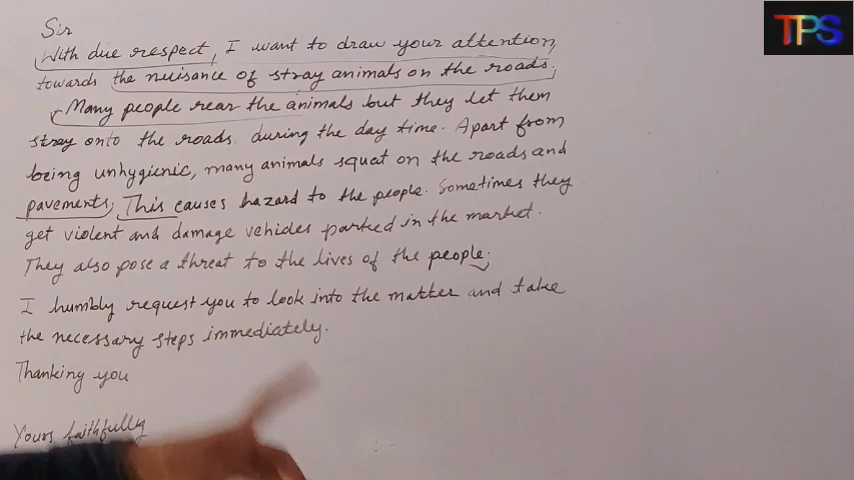 TPS
Sir
With due respect, I want to draw your attention,
towards the nuisance of stray animals on the roads.
Many people rear the animals but they let them
stray onto the roads during the day time. Apart from
being unhygienic, many animals squat on the roads and
pavements, This causes hazard to the people. Sometimes they
get violent and damage vehicles parked in the market.
They also pose a threat to the lives of the people.
I humbly request you to look into the matter and take
the necessary steps immediately.
Thanking you
Yours faithfully